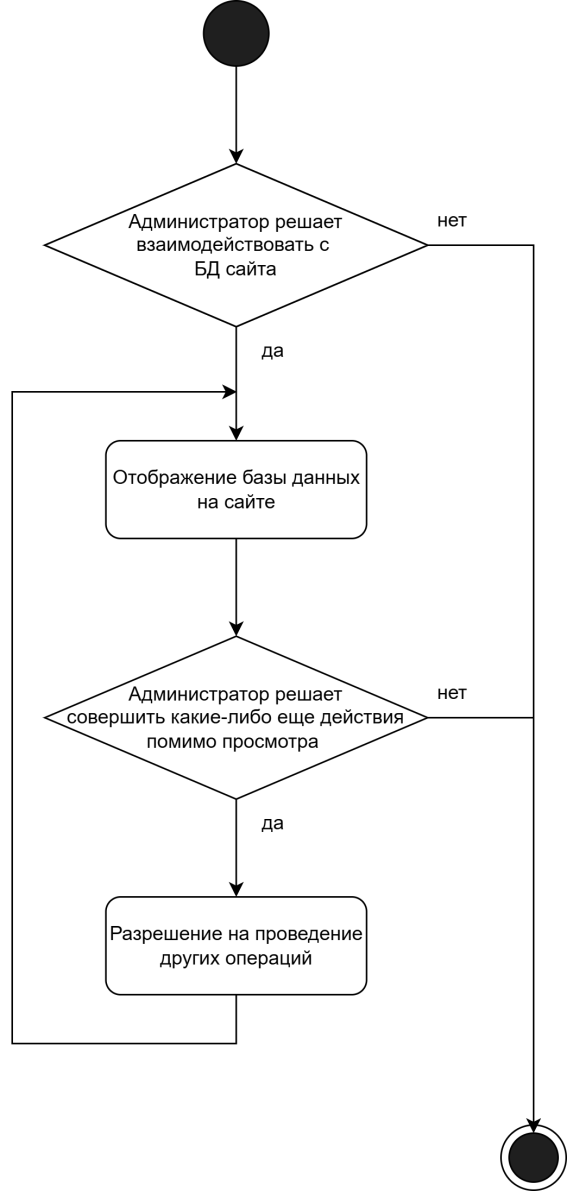 Администратор решает
взаимодействовать с
БД сайта
нет
да
Отображение базы данных
на сайте
Администратор решает
совершить какие-либо еще действия
помимо просмотра
нет
да
Разрешение на проведение
других операций